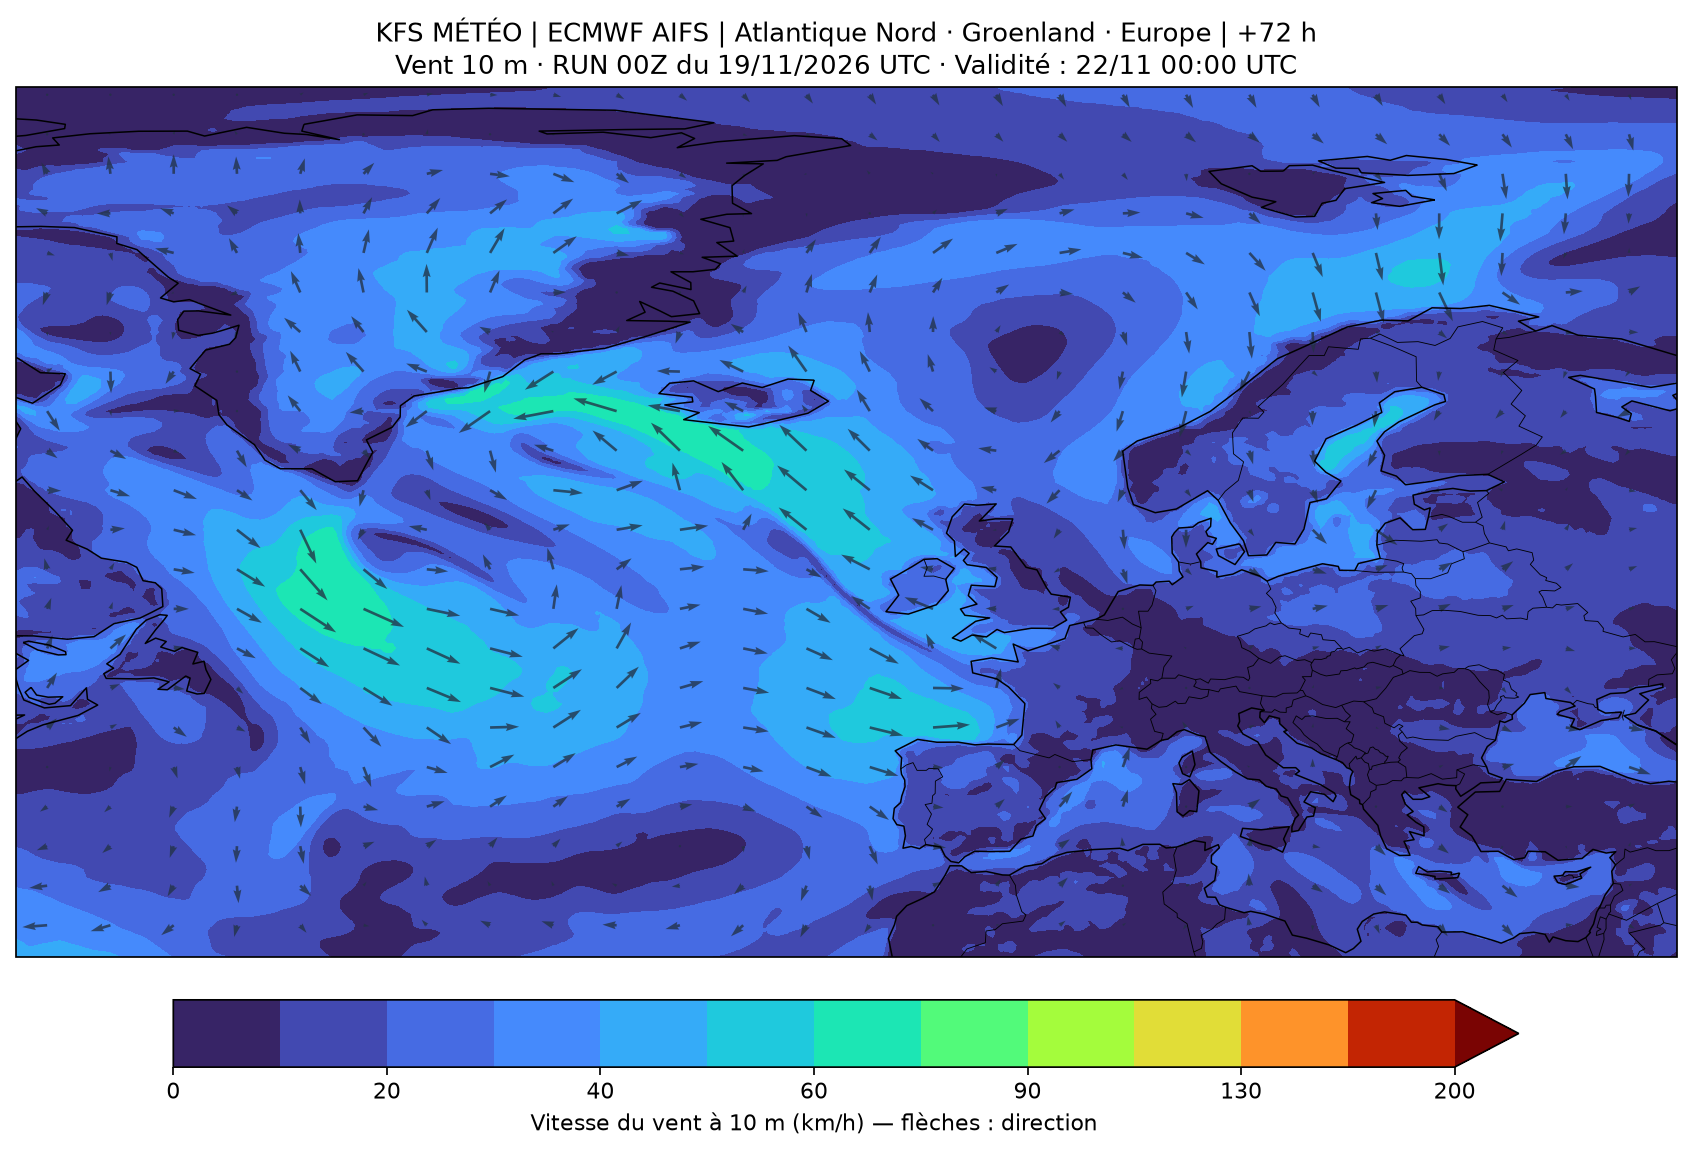 KFS MÉTÉO | ECMWF AIFS | Atlantique Nord · Groenland · Europe | +72 h
Vent 10 m · RUN 00Z du 19/11/2026 UTC · Validité : 22/11 00:00 UTC
0 20 40 60 90 130 200
Vitesse du vent à 10 m (km/h) — flèches : direction